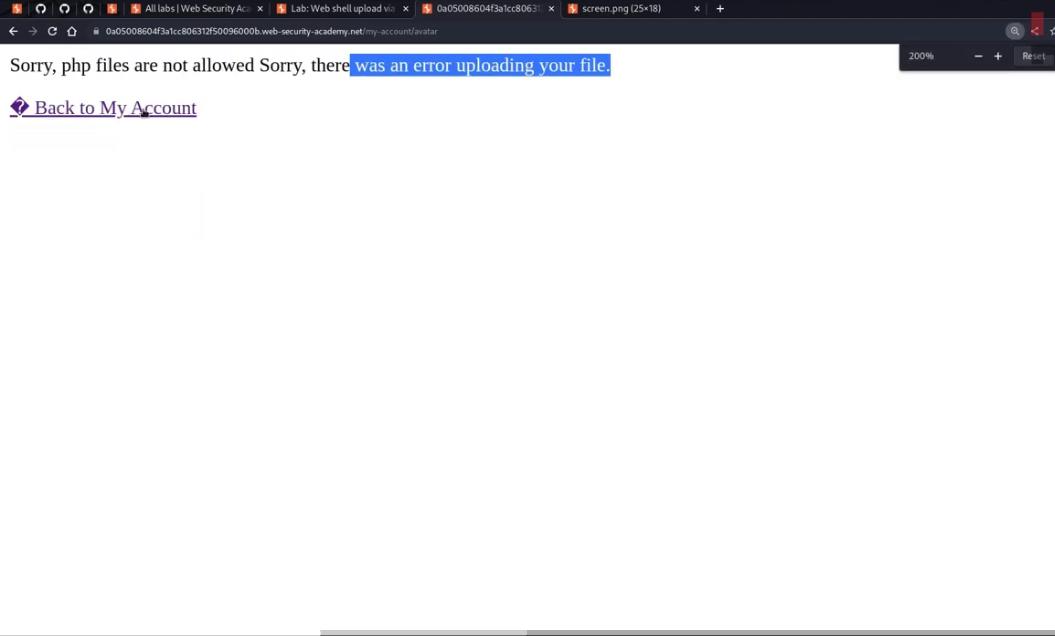 All labs | Web Security Aca
Lab: Web shell upload via
0a05008604f3a1cc80631
screen.png (25×18)
0a05008604f3a1cc806312f50096000b.web-security-academy.net/my-account/avatar
200%
Reset
Sorry, php files are not allowed Sorry, there was an error uploading your file.
� Back to My Account